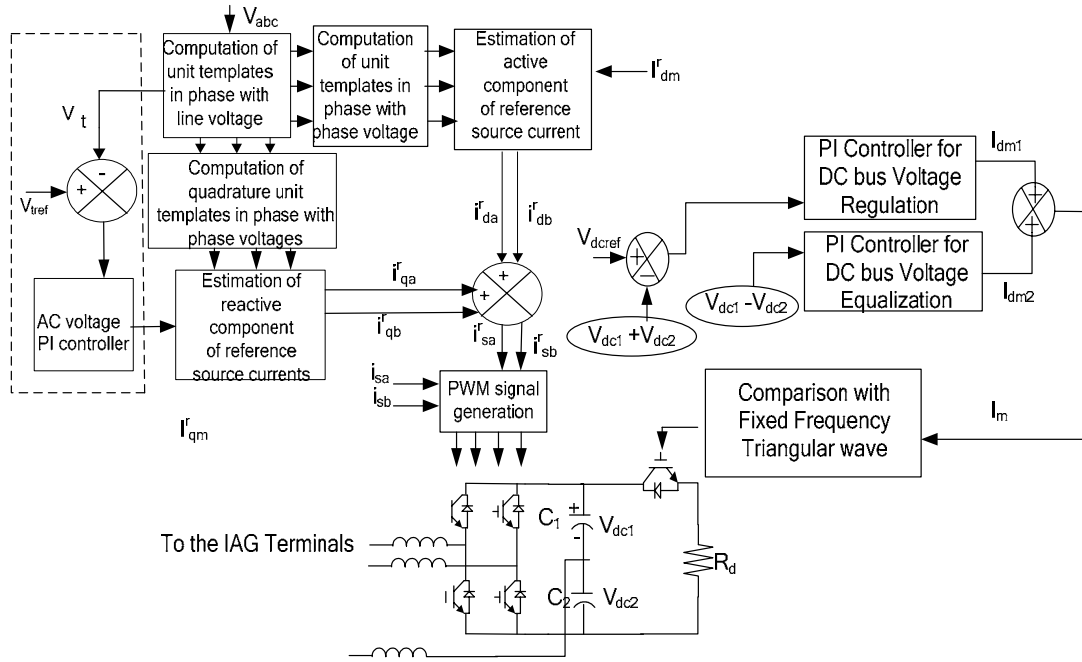 V_abc
Computation of
unit templates
in phase with
line voltage
Computation
of unit
templates in
phase with
phase voltage
Estimation of
active
component
of reference
source current
I^r_dm
V_t
+
-
V_tref
Computation of
quadrature unit
templates in phase with
phase voltages
AC voltage
PI controller
Estimation of
reactive
component
of reference
source currents
I^r_qm
i^r_da
i^r_db
i^r_qa
i^r_qb
+
+
i^r_sa
i^r_sb
i_sa
i_sb
PWM signal
generation
V_dcref
+
-
V_dc1 +V_dc2
PI Controller for
DC bus Voltage
Regulation
PI Controller for
DC bus Voltage
Equalization
V_dc1 -V_dc2
I_dm1
+
+
I_dm2
Comparison with
Fixed Frequency
Triangular wave
I_m
To the IAG Terminals
C_1
+
-
V_dc1
C_2
V_dc2
R_d